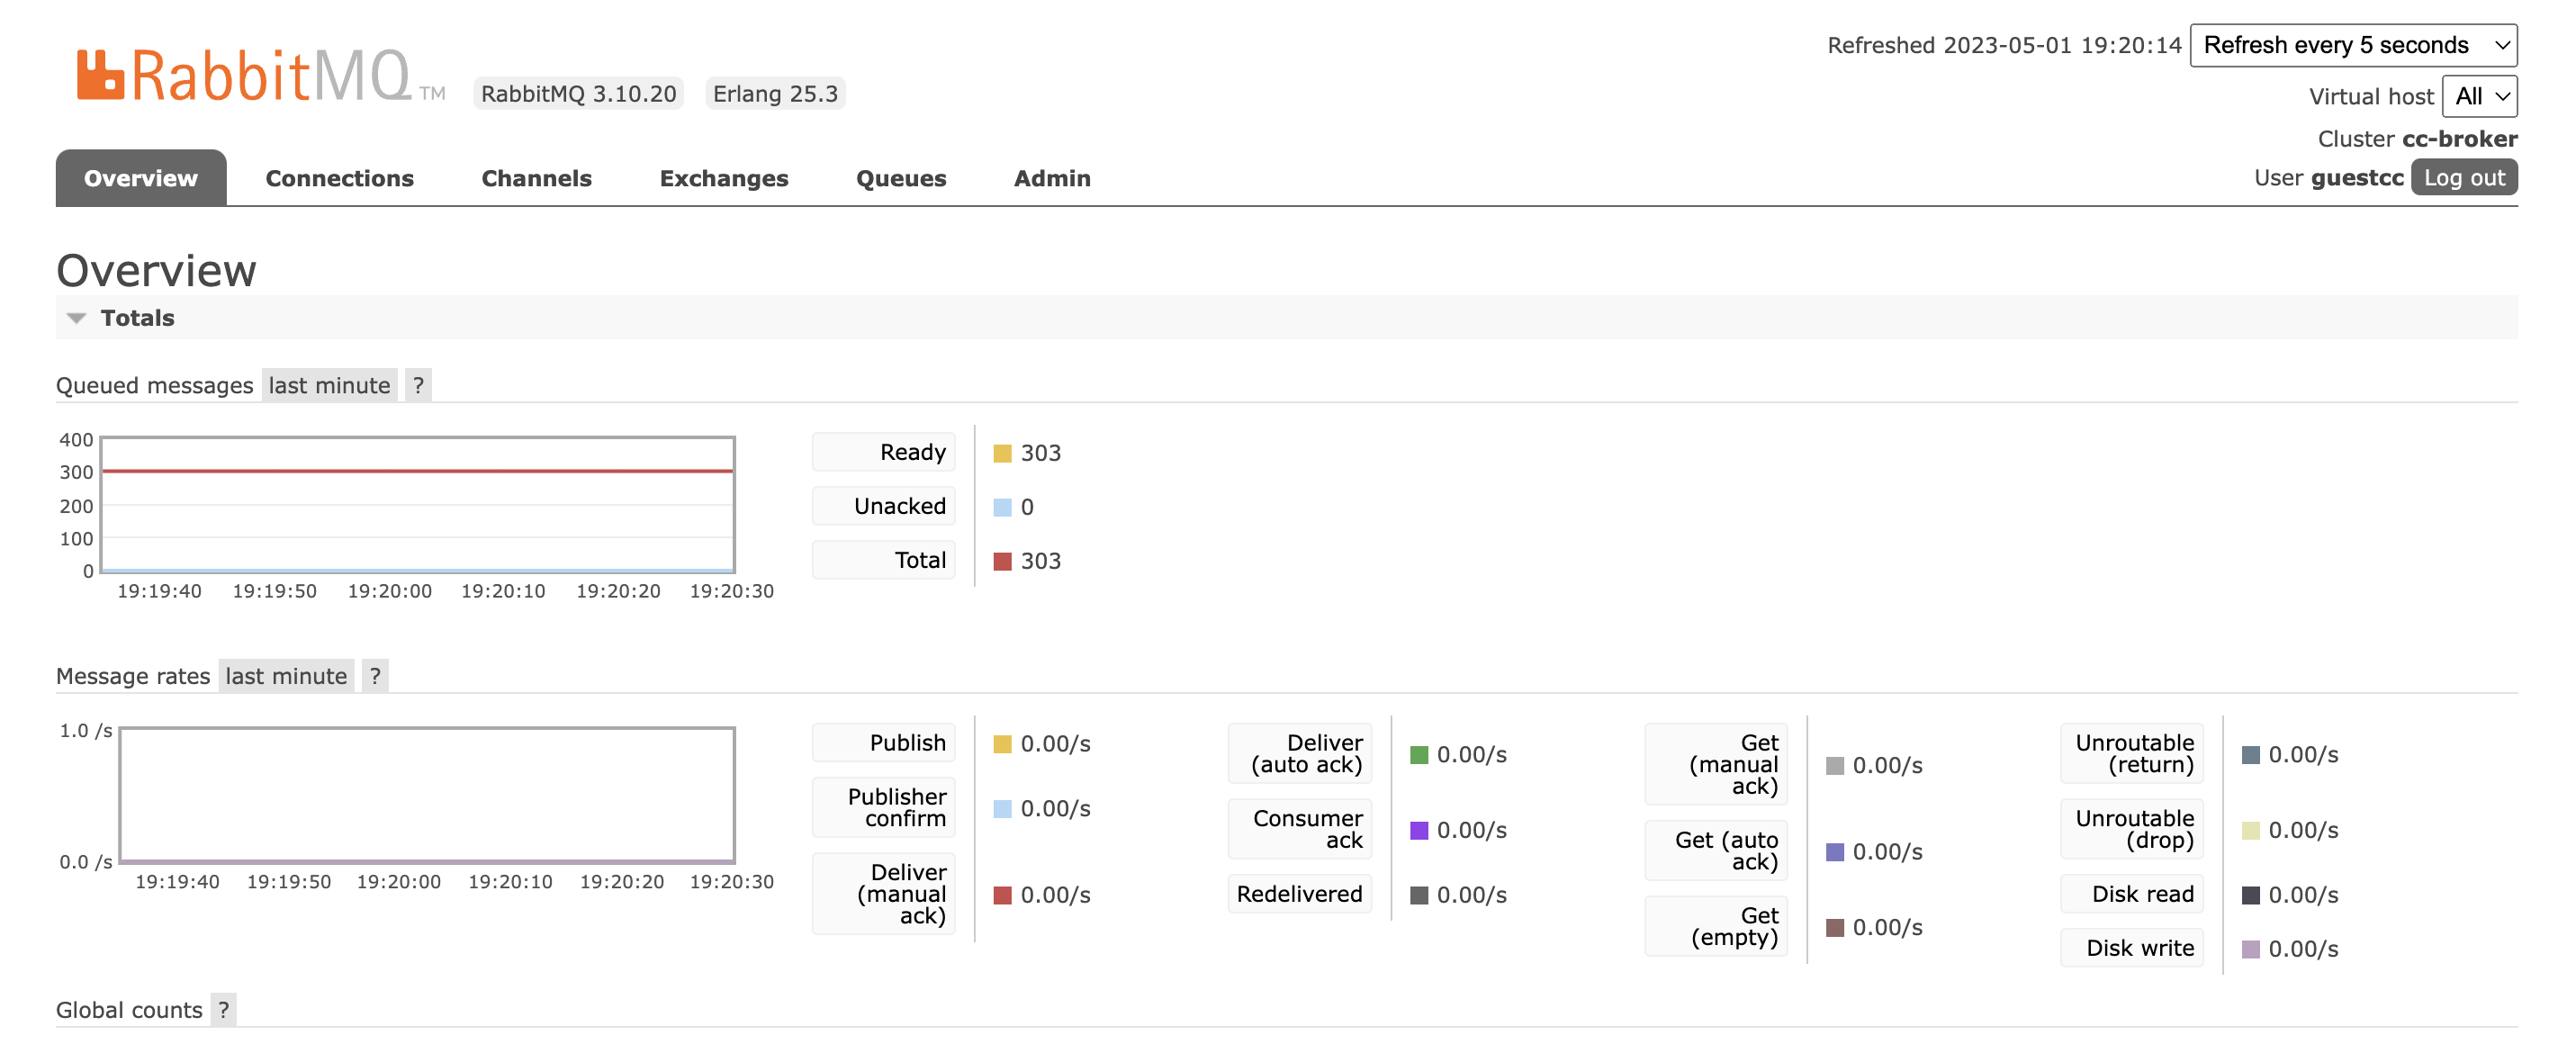 RabbitMQ TM RabbitMQ 3.10.20 Erlang 25.3
Refreshed 2023-05-01 19:20:14 Refresh every 5 seconds
Virtual host All
Cluster cc-broker
User guestcc Log out
Overview Connections Channels Exchanges Queues Admin
Overview
Totals
Queued messages last minute ?
400
300
200
100
0
19:19:40 19:19:50 19:20:00 19:20:10 19:20:20 19:20:30
Ready 303
Unacked 0
Total 303
Message rates last minute ?
1.0 /s
0.0 /s
19:19:40 19:19:50 19:20:00 19:20:10 19:20:20 19:20:30
Publish 0.00/s
Publisher
confirm 0.00/s
Deliver
(manual
ack) 0.00/s
Deliver
(auto ack) 0.00/s
Consumer
ack 0.00/s
Redelivered 0.00/s
Get
(manual
ack) 0.00/s
Get (auto
ack) 0.00/s
Get
(empty) 0.00/s
Unroutable
(return) 0.00/s
Unroutable
(drop) 0.00/s
Disk read 0.00/s
Disk write 0.00/s
Global counts ?